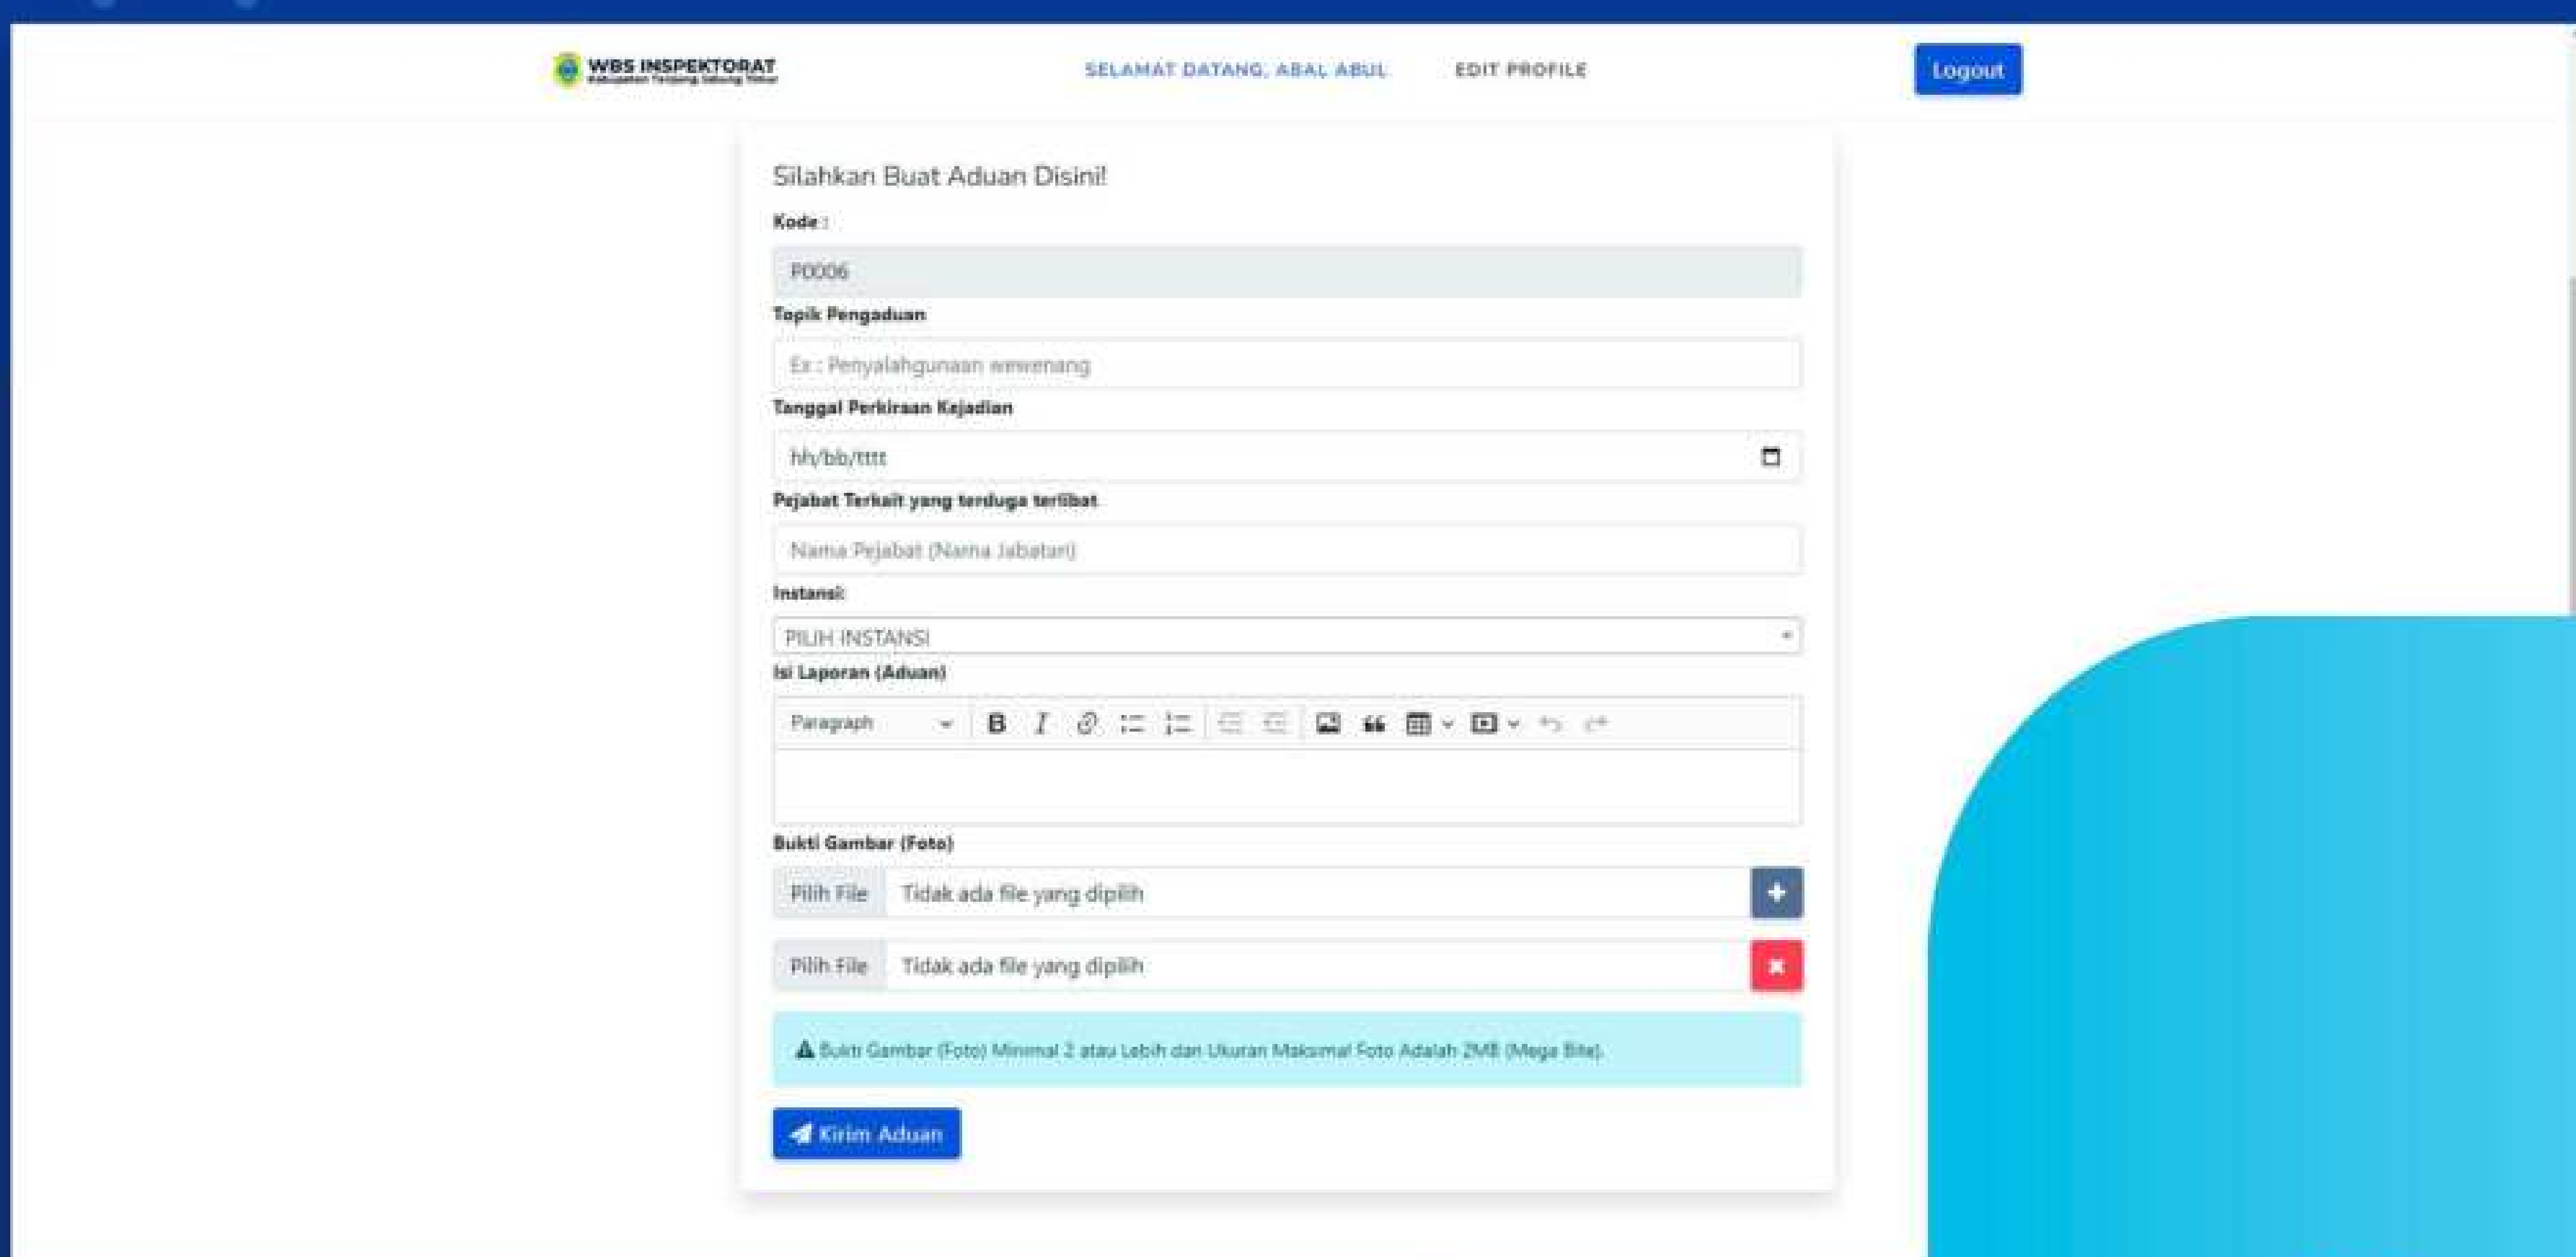 WBS INSPEKTORAT
Kabupaten Tanjung Jabung Timur
SELAMAT DATANG, ABAL ABUL
EDIT PROFILE
Logout
Silahkan Buat Aduan Disini!
Kode :
P0006
Topik Pengaduan
Ex : Penyalahgunaan wewenang
Tanggal Perkiraan Kejadian
hh/bb/tttt
Pejabat Terkait yang terduga terlibat
Nama Pejabat (Nama Jabatan)
Instansi:
PILIH INSTANSI
Isi Laporan (Aduan)
Paragraph
Bukti Gambar (Foto)
Pilih File Tidak ada file yang dipilih
Pilih File Tidak ada file yang dipilih
Bukti Gambar (Foto) Minimal 2 atau Lebih dan Ukuran Maksimal Foto Adalah 2MB (Mega Bite).
Kirim Aduan